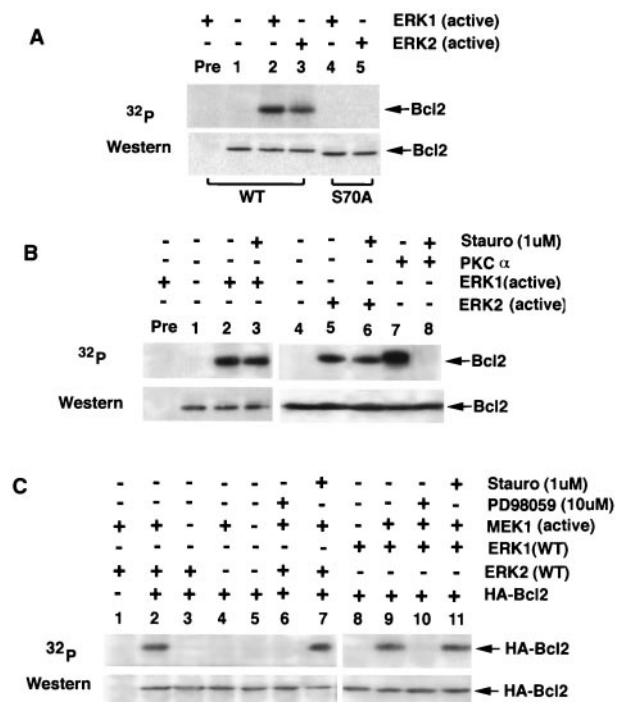 A
+ - + - + - ERK1 (active)
- - - + - + ERK2 (active)
Pre 1 2 3 4 5
32P Bcl2
Western Bcl2
WT S70A
B
- - - + - - + - + Stauro (1uM)
- - - - - - - + + PKC α
+ - + + - - - - - ERK1(active)
- - - - - + + - - ERK2 (active)
Pre 1 2 3 4 5 6 7 8
32P Bcl2
Western Bcl2
C
- - - - - - + - - - + Stauro (1uM)
- - - - - + - - - + - PD98059 (10uM)
+ + - + - + + - + + + MEK1 (active)
- - - - - - - + + + + ERK1(WT)
+ + + - - + + - - - - ERK2 (WT)
- + + + + + + + + + + HA-Bcl2
1 2 3 4 5 6 7 8 9 10 11
32P HA-Bcl2
Western HA-Bcl2